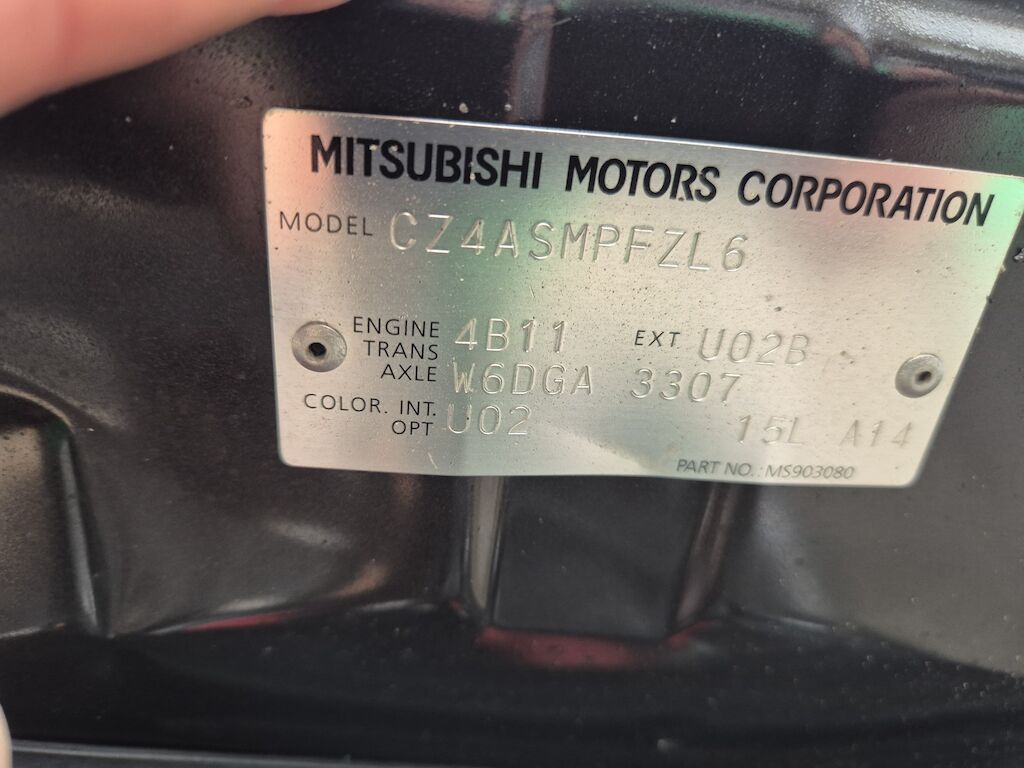 MITSUBISHI MOTORS CORPORATION
MODEL CZ4ASMPFZL6
ENGINE 4B11 EXT U02B
TRANS
AXLE W6DGA 3307
COLOR. INT. U02 15L A14
OPT
PART NO.: MS903080